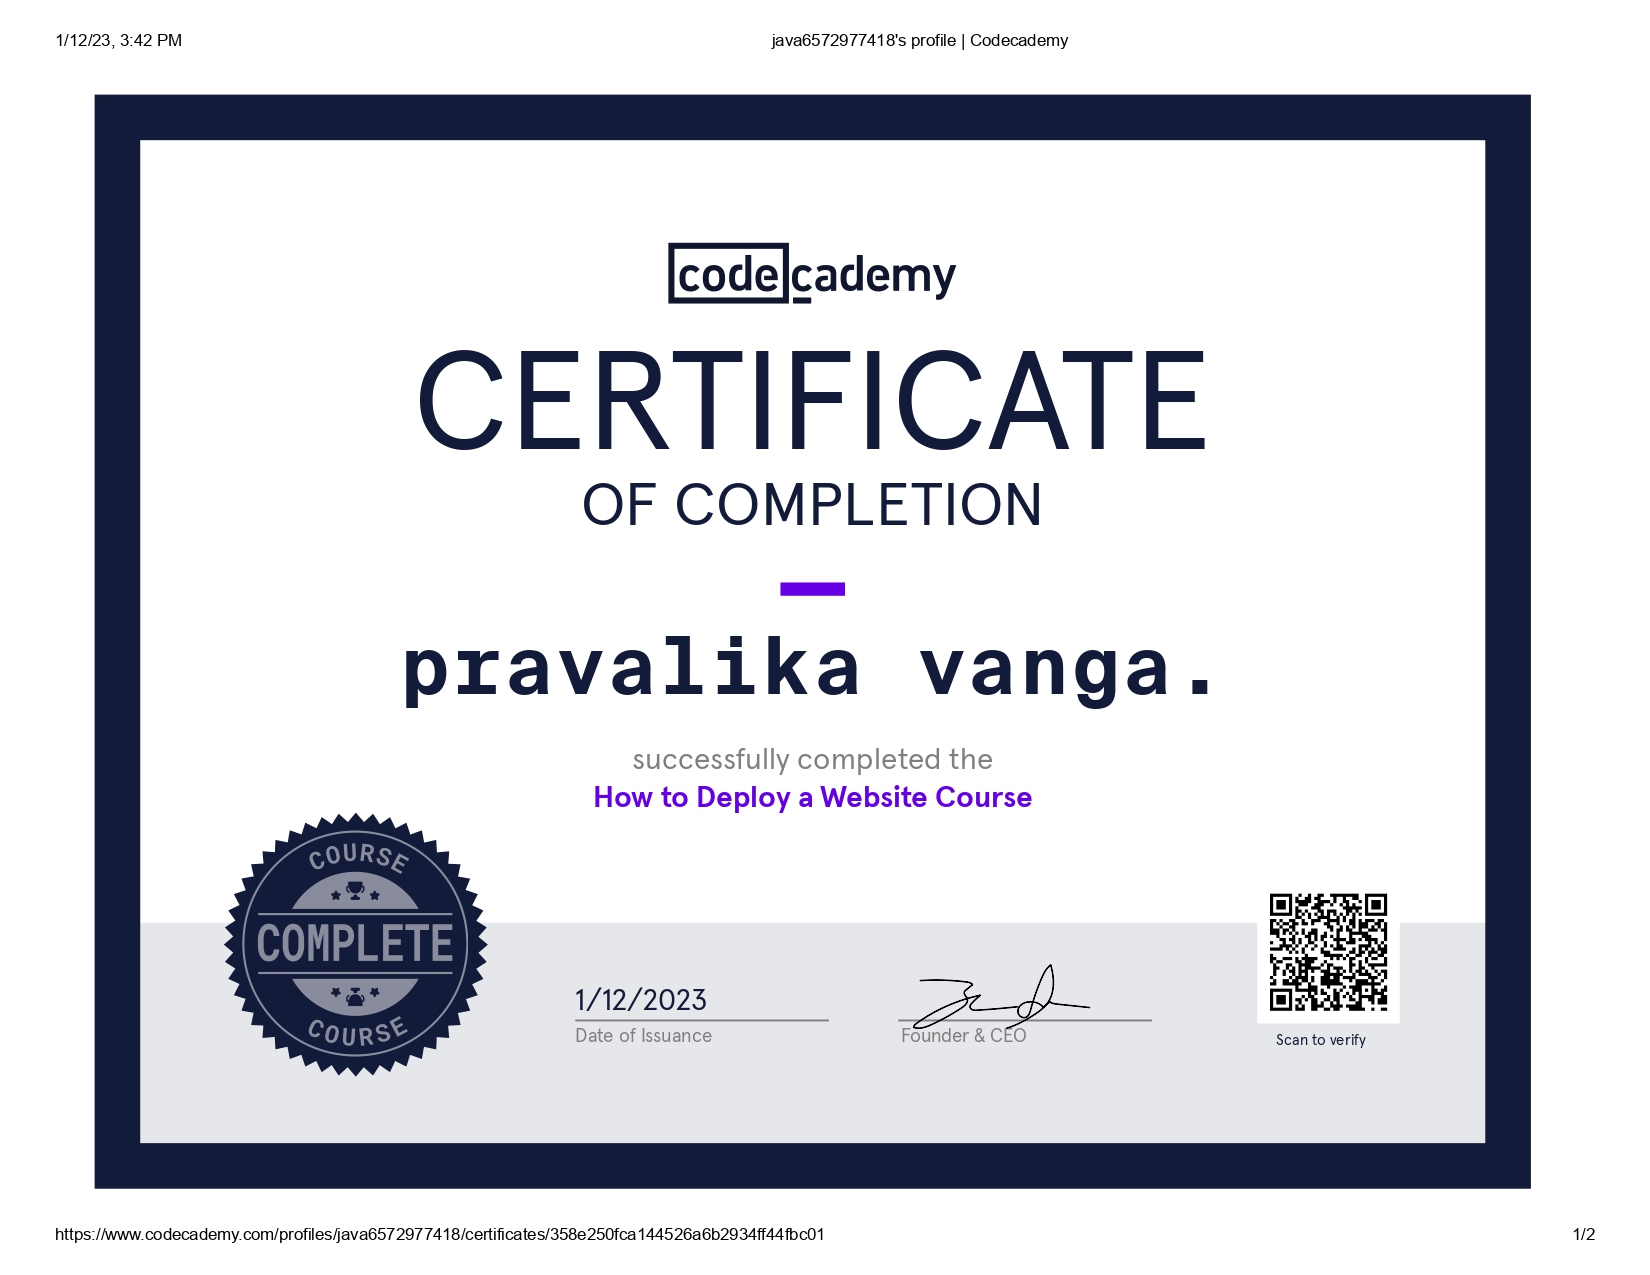 1/12/23, 3:42 PM
java6572977418's profile | Codecademy
codecademy
CERTIFICATE
OF COMPLETION
pravalika vanga.
successfully completed the
How to Deploy a Website Course
COURSE
COMPLETE
COURSE
1/12/2023
Date of Issuance
Founder & CEO
Scan to verify
https://www.codecademy.com/profiles/java6572977418/certificates/358e250fca144526a6b2934ff44fbc01
1/2